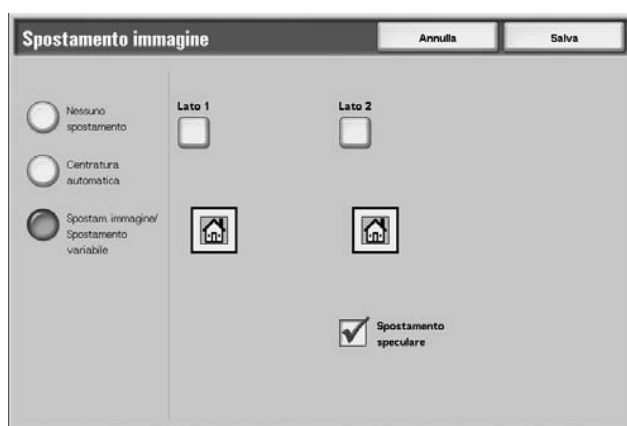 Spostamento immagine
Annulla
Salva
Nessuno
spostamento
Centratura
automatica
Spostam. immagine/
Spostamento
variabile
Lato 1
Lato 2
Spostamento
speculare